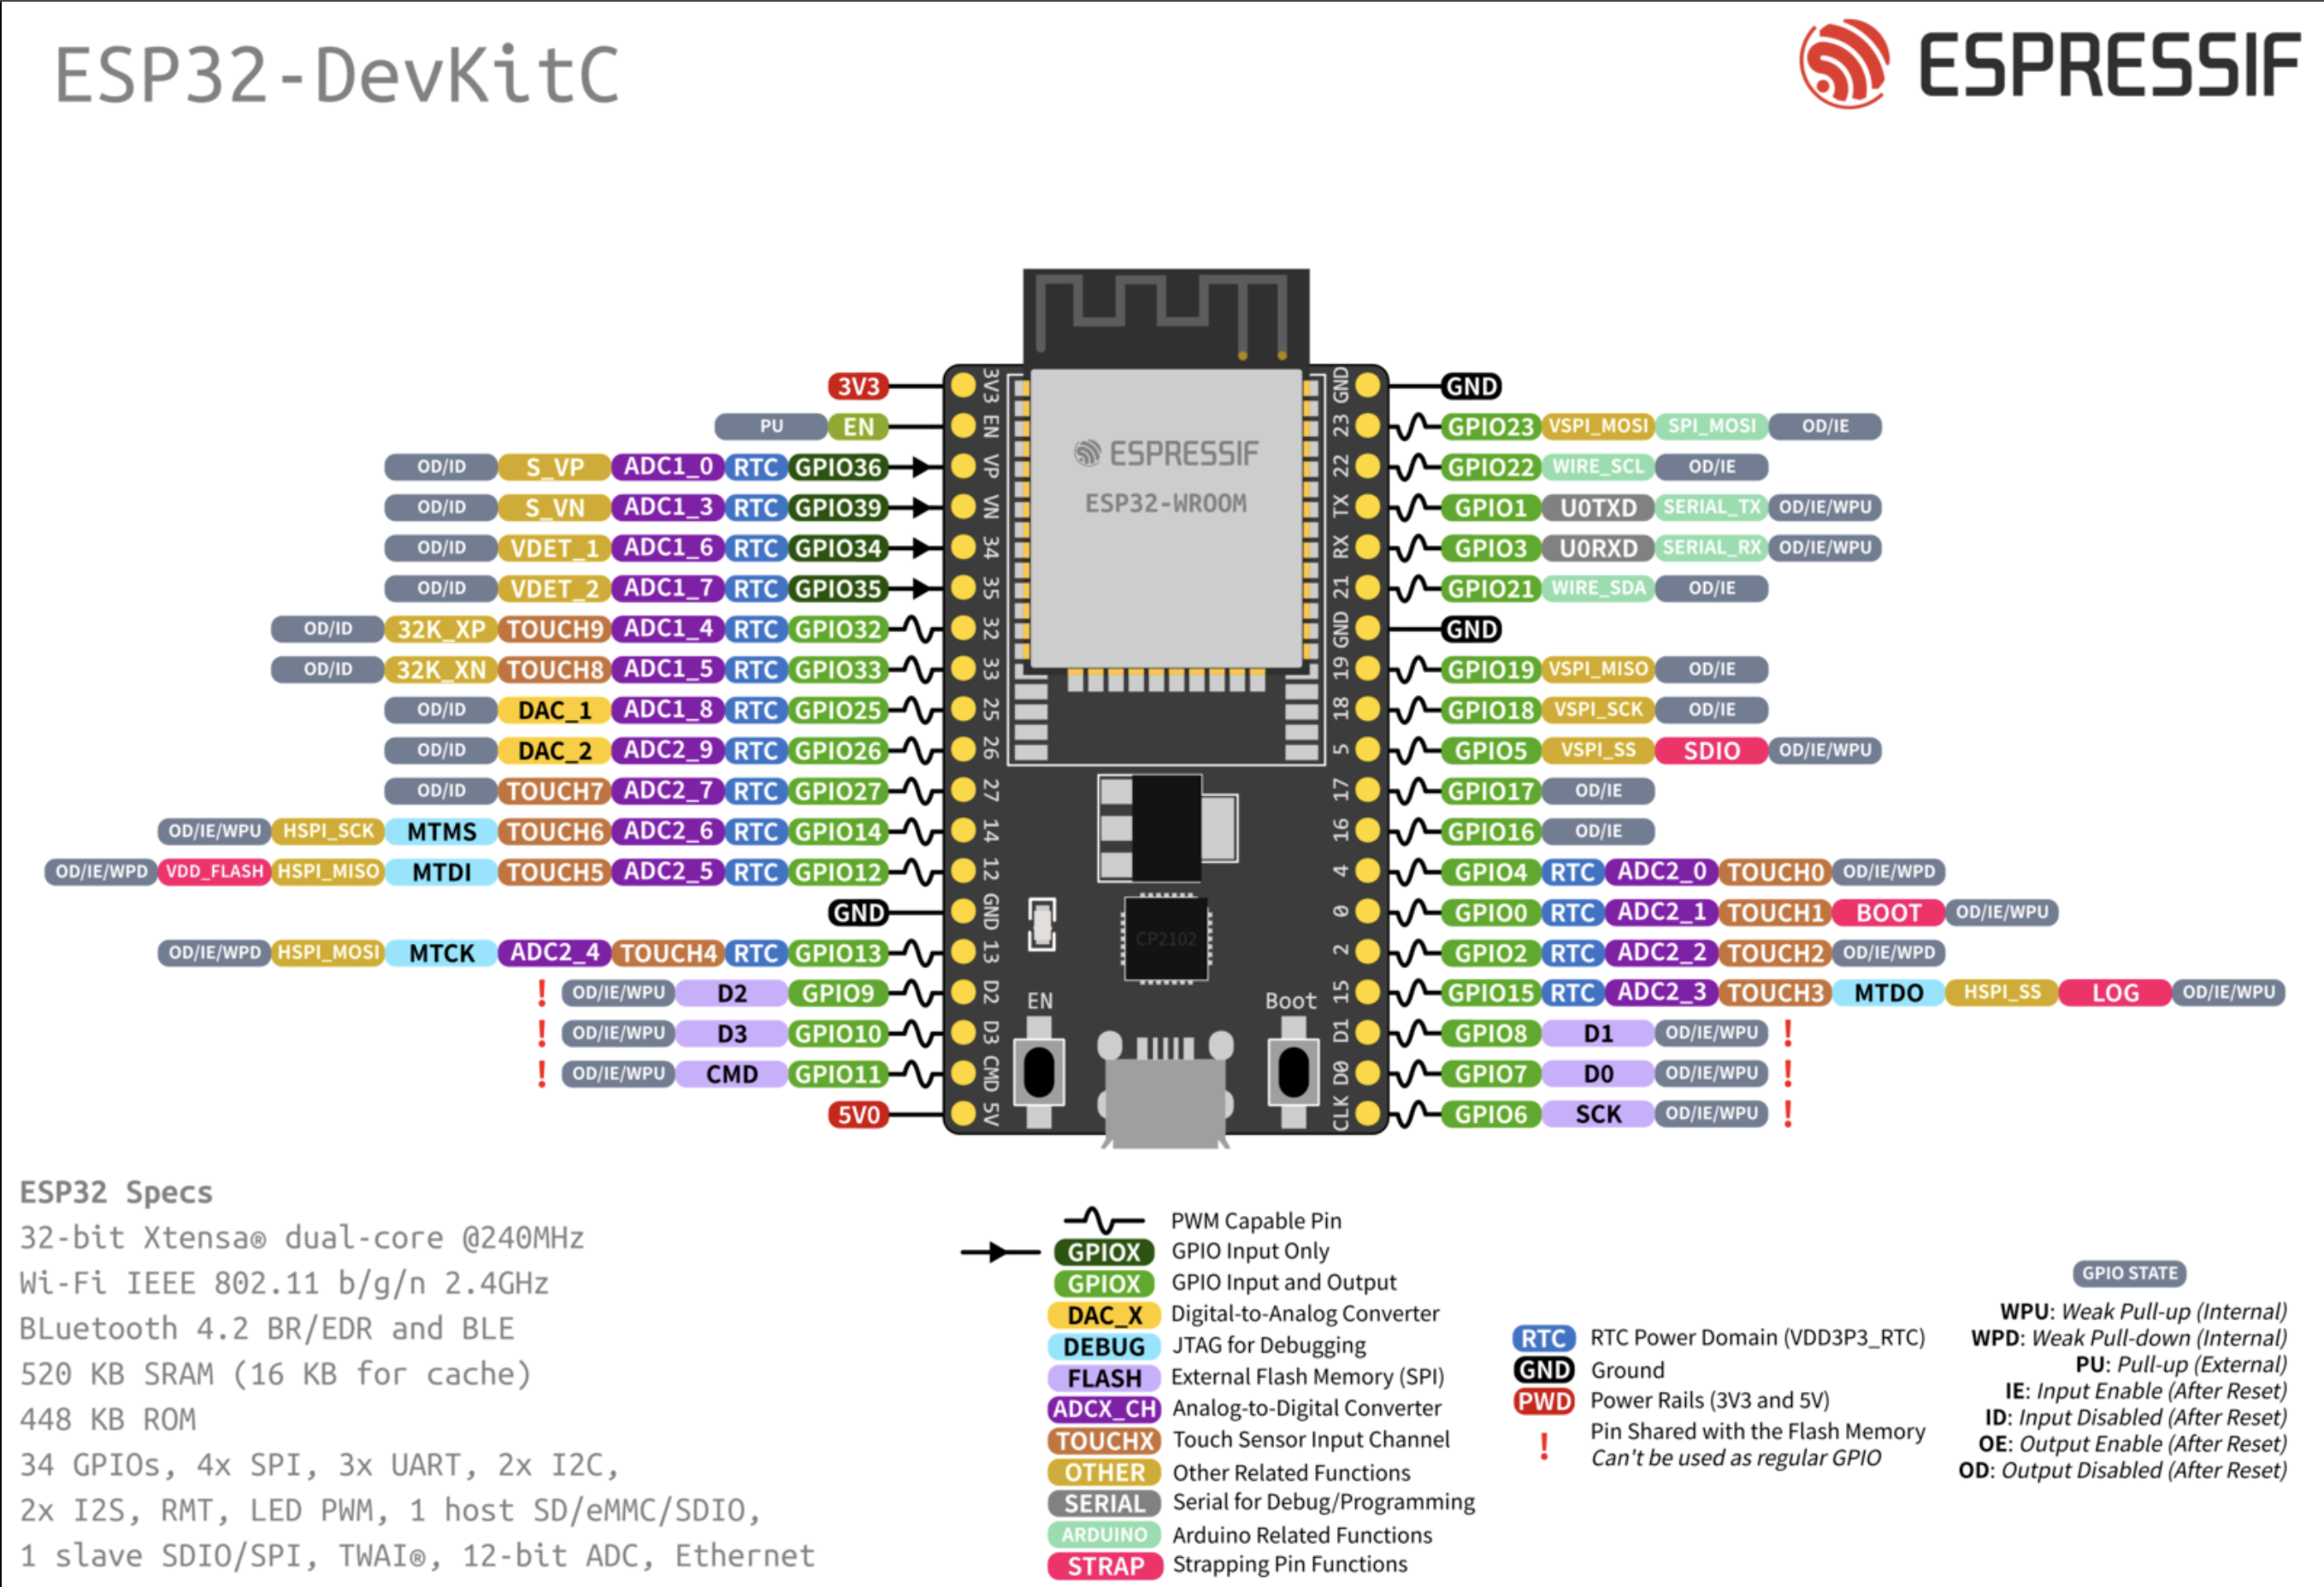 ESP32-DevKitC
ESPRESSIF
3V3
PU EN
OD/ID S_VP ADC1_0 RTC GPIO36
OD/ID S_VN ADC1_3 RTC GPIO39
OD/ID VDET_1 ADC1_6 RTC GPIO34
OD/ID VDET_2 ADC1_7 RTC GPIO35
OD/ID 32K_XP TOUCH9 ADC1_4 RTC GPIO32
OD/ID 32K_XN TOUCH8 ADC1_5 RTC GPIO33
OD/ID DAC_1 ADC1_8 RTC GPIO25
OD/ID DAC_2 ADC2_9 RTC GPIO26
OD/ID TOUCH7 ADC2_7 RTC GPIO27
OD/IE/WPU HSPI_SCK MTMS TOUCH6 ADC2_6 RTC GPIO14
OD/IE/WPD VDD_FLASH HSPI_MISO MTDI TOUCH5 ADC2_5 RTC GPIO12
GND
OD/IE/WPD HSPI_MOSI MTCK ADC2_4 TOUCH4 RTC GPIO13
! OD/IE/WPU D2 GPIO9
! OD/IE/WPU D3 GPIO10
! OD/IE/WPU CMD GPIO11
5V0
3V3
EN
VP
VN
34
35
32
33
25
26
27
14
12
GND
13
D2
D3
CMD
5V
ESPRESSIF
ESP32-WROOM
CP2102
EN
Boot
GND
23
22
TX
RX
21
GND
19
18
5
17
16
4
0
2
15
D1
D0
CLK
GND
GPIO23 VSPI_MOSI SPI_MOSI OD/IE
GPIO22 WIRE_SCL OD/IE
GPIO1 U0TXD SERIAL_TX OD/IE/WPU
GPIO3 U0RXD SERIAL_RX OD/IE/WPU
GPIO21 WIRE_SDA OD/IE
GND
GPIO19 VSPI_MISO OD/IE
GPIO18 VSPI_SCK OD/IE
GPIO5 VSPI_SS SDIO OD/IE/WPU
GPIO17 OD/IE
GPIO16 OD/IE
GPIO4 RTC ADC2_0 TOUCH0 OD/IE/WPD
GPIO0 RTC ADC2_1 TOUCH1 BOOT OD/IE/WPU
GPIO2 RTC ADC2_2 TOUCH2 OD/IE/WPD
GPIO15 RTC ADC2_3 TOUCH3 MTDO HSPI_SS LOG OD/IE/WPU
GPIO8 D1 OD/IE/WPU !
GPIO7 D0 OD/IE/WPU !
GPIO6 SCK OD/IE/WPU !
ESP32 Specs
32-bit Xtensa® dual-core @240MHz
Wi-Fi IEEE 802.11 b/g/n 2.4GHz
BLuetooth 4.2 BR/EDR and BLE
520 KB SRAM (16 KB for cache)
448 KB ROM
34 GPIOs, 4x SPI, 3x UART, 2x I2C,
2x I2S, RMT, LED PWM, 1 host SD/eMMC/SDIO,
1 slave SDIO/SPI, TWAI®, 12-bit ADC, Ethernet
PWM Capable Pin
GPIOX GPIO Input Only
GPIOX GPIO Input and Output
DAC_X Digital-to-Analog Converter
DEBUG JTAG for Debugging
FLASH External Flash Memory (SPI)
ADCX_CH Analog-to-Digital Converter
TOUCHX Touch Sensor Input Channel
OTHER Other Related Functions
SERIAL Serial for Debug/Programming
ARDUINO Arduino Related Functions
STRAP Strapping Pin Functions
RTC RTC Power Domain (VDD3P3_RTC)
GND Ground
PWD Power Rails (3V3 and 5V)
! Pin Shared with the Flash Memory
Can't be used as regular GPIO
GPIO STATE
WPU: Weak Pull-up (Internal)
WPD: Weak Pull-down (Internal)
PU: Pull-up (External)
IE: Input Enable (After Reset)
ID: Input Disabled (After Reset)
OE: Output Enable (After Reset)
OD: Output Disabled (After Reset)